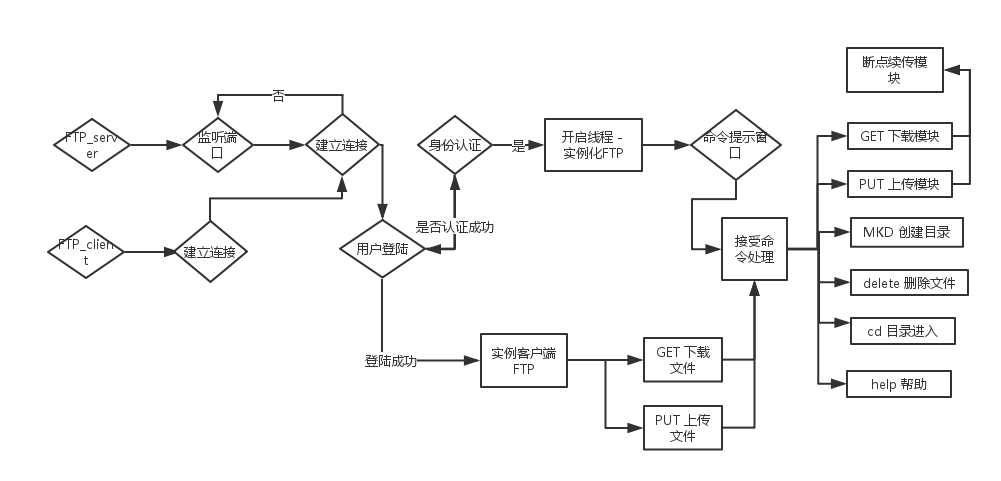 断点续传模
块
否
FTP_serv
er
监听端
口
建立连接
身份认证
是
开启线程 -
实例化FTP
命令提示窗
口
GET 下载模块
PUT 上传模块
FTP_clien
t
建立连接
用户登陆
是否认证成功
接受命
令处理
MKD 创建目录
delete 删除文件
cd 目录进入
help 帮助
登陆成功
实例客户端
FTP
GET 下载
文件
PUT 上传
文件